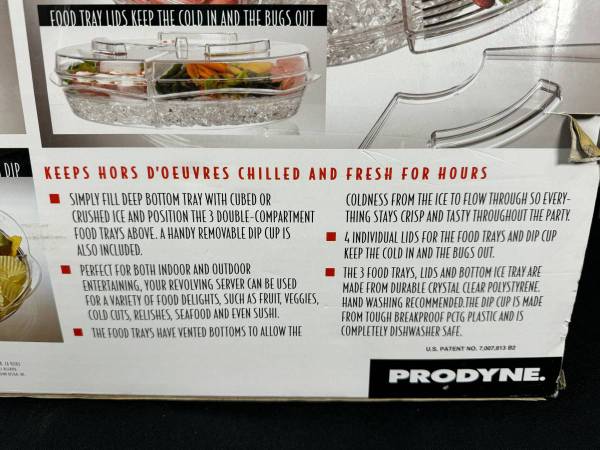 FOOD TRAY LIDS KEEP THE COLD IN AND THE BUGS OUT
DIP
KEEPS HORS D'OEUVRES CHILLED AND FRESH FOR HOURS
SIMPLY FILL DEEP BOTTOM TRAY WITH CUBED OR
CRUSHED ICE AND POSITION THE 3 DOUBLE-COMPARTMENT
FOOD TRAYS ABOVE. A HANDY REMOVABLE DIP CUP IS
ALSO INCLUDED.
PERFECT FOR BOTH INDOOR AND OUTDOOR
ENTERTAINING, YOUR REVOLVING SERVER CAN BE USED
FOR A VARIETY OF FOOD DELIGHTS, SUCH AS FRUIT, VEGGIES,
COLD CUTS, RELISHES, SEAFOOD AND EVEN SUSHI.
THE FOOD TRAYS HAVE VENTED BOTTOMS TO ALLOW THE
COLDNESS FROM THE ICE TO FLOW THROUGH SO EVERY-
THING STAYS CRISP AND TASTY THROUGHOUT THE PARTY.
4 INDIVIDUAL LIDS FOR THE FOOD TRAYS AND DIP CUP
KEEP THE COLD IN AND THE BUGS OUT.
THE 3 FOOD TRAYS, LIDS AND BOTTOM ICE TRAY ARE
MADE FROM DURABLE CRYSTAL CLEAR POLYSTYRENE.
HAND WASHING RECOMMENDED.THE DIP CUP IS MADE
FROM TOUGH BREAKPROOF PCTG PLASTIC AND IS
COMPLETELY DISHWASHER SAFE.
U.S. PATENT NO. 7,007,813 B2
PRODYNE.